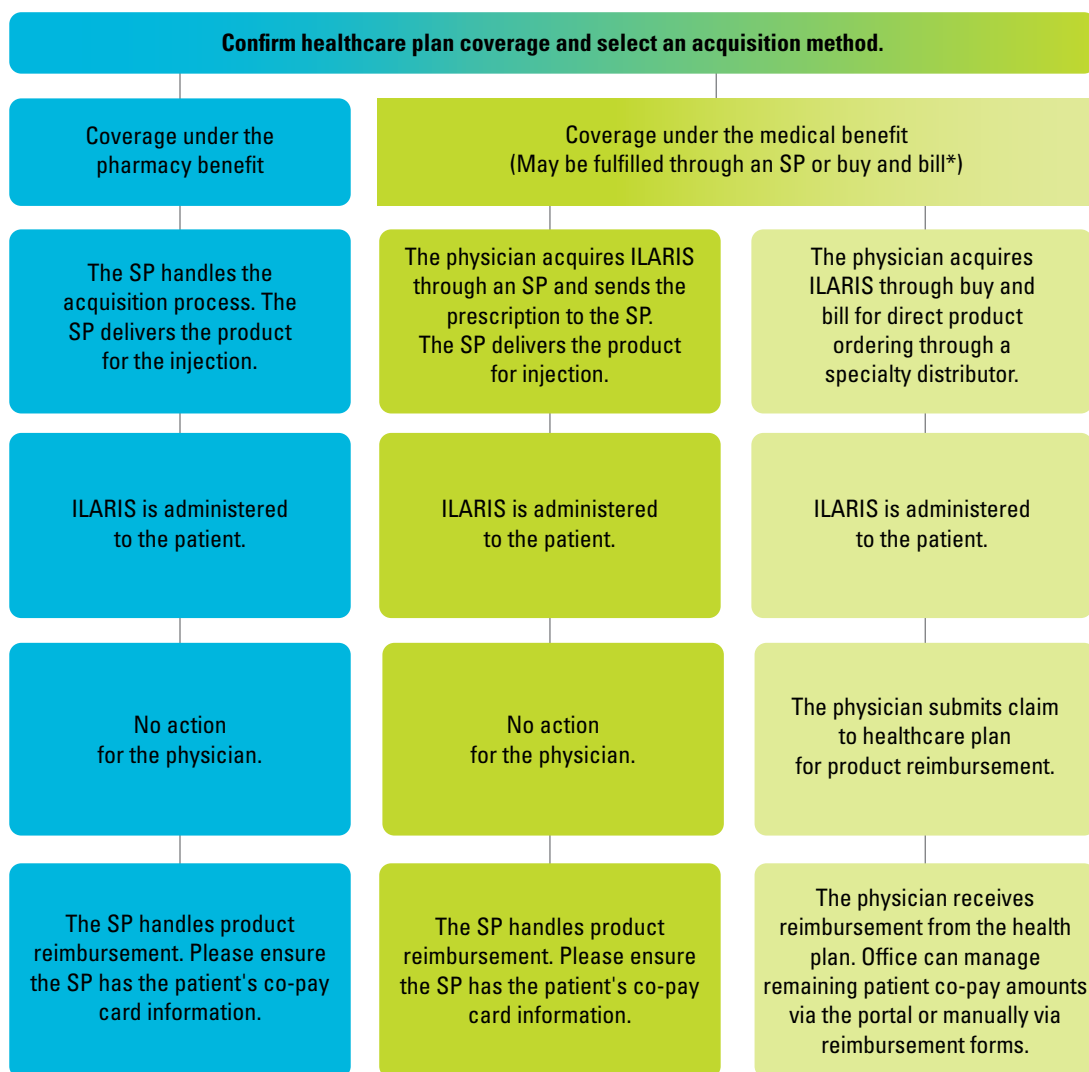 Confirm healthcare plan coverage and select an acquisition method.
Coverage under the
pharmacy benefit
Coverage under the medical benefit
(May be fulfilled through an SP or buy and bill*)
The SP handles the
acquisition process. The
SP delivers the product
for the injection.
The physician acquires ILARIS
through an SP and sends the
prescription to the SP.
The SP delivers the product
for injection.
The physician acquires
ILARIS through buy and
bill for direct product
ordering through a
specialty distributor.
ILARIS is administered
to the patient.
ILARIS is administered
to the patient.
ILARIS is administered
to the patient.
No action
for the physician.
No action
for the physician.
The physician submits claim
to healthcare plan
for product reimbursement.
The SP handles product
reimbursement. Please ensure
the SP has the patient's co-pay
card information.
The SP handles product
reimbursement. Please ensure
the SP has the patient's co-pay
card information.
The physician receives
reimbursement from the health
plan. Office can manage
remaining patient co-pay amounts
via the portal or manually via
reimbursement forms.